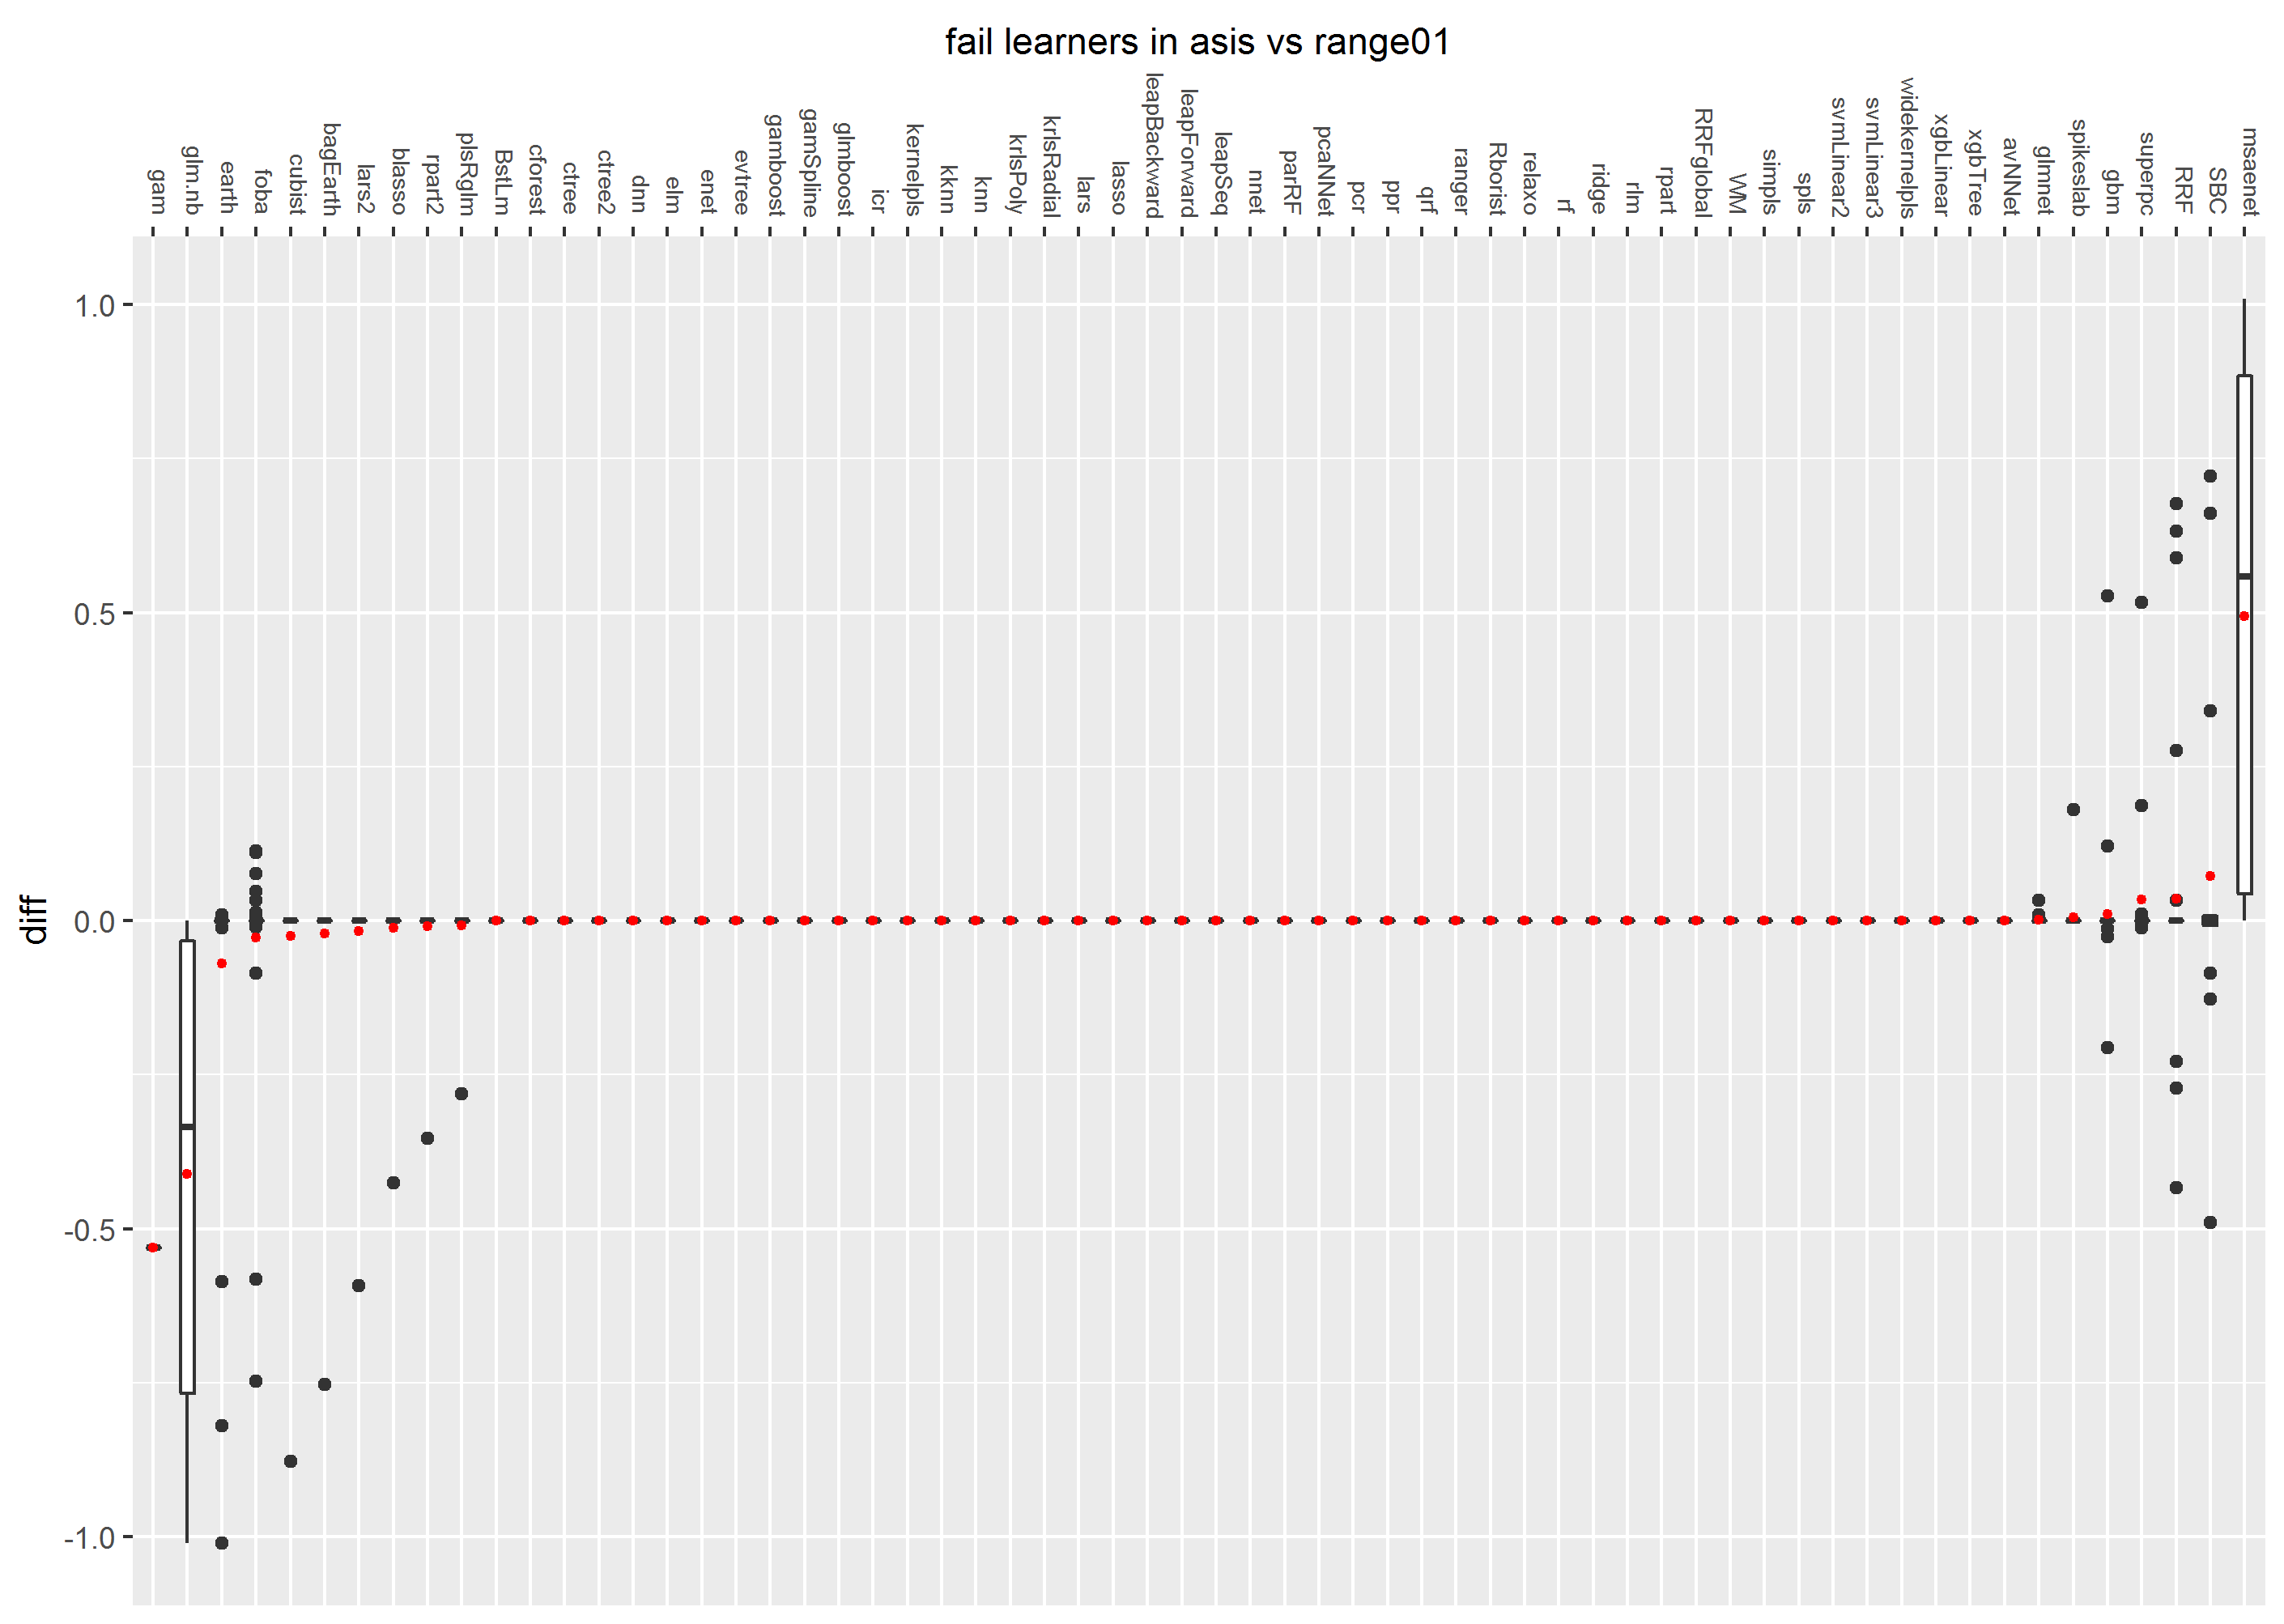 fail learners in asis vs range01
gam
glm.nb
earth
foba
cubist
bagEarth
lars2
blasso
rpart2
plsRglm
BstLm
cforest
ctree
ctree2
dnn
elm
enet
evtree
gamboost
gamSpline
glmboost
icr
kernelpls
kknn
knn
krlsPoly
krlsRadial
lars
lasso
leapBackward
leapForward
leapSeq
nnet
parRF
pcaNNet
pcr
ppr
qrf
ranger
Rborist
relaxo
rf
ridge
rlm
rpart
RRFglobal
WM
simpls
spls
svmLinear2
svmLinear3
widekernelpls
xgbLinear
xgbTree
avNNet
glmnet
spikeslab
gbm
superpc
RRF
SBC
msaenet
1.0
0.5
0.0
-0.5
-1.0
diff